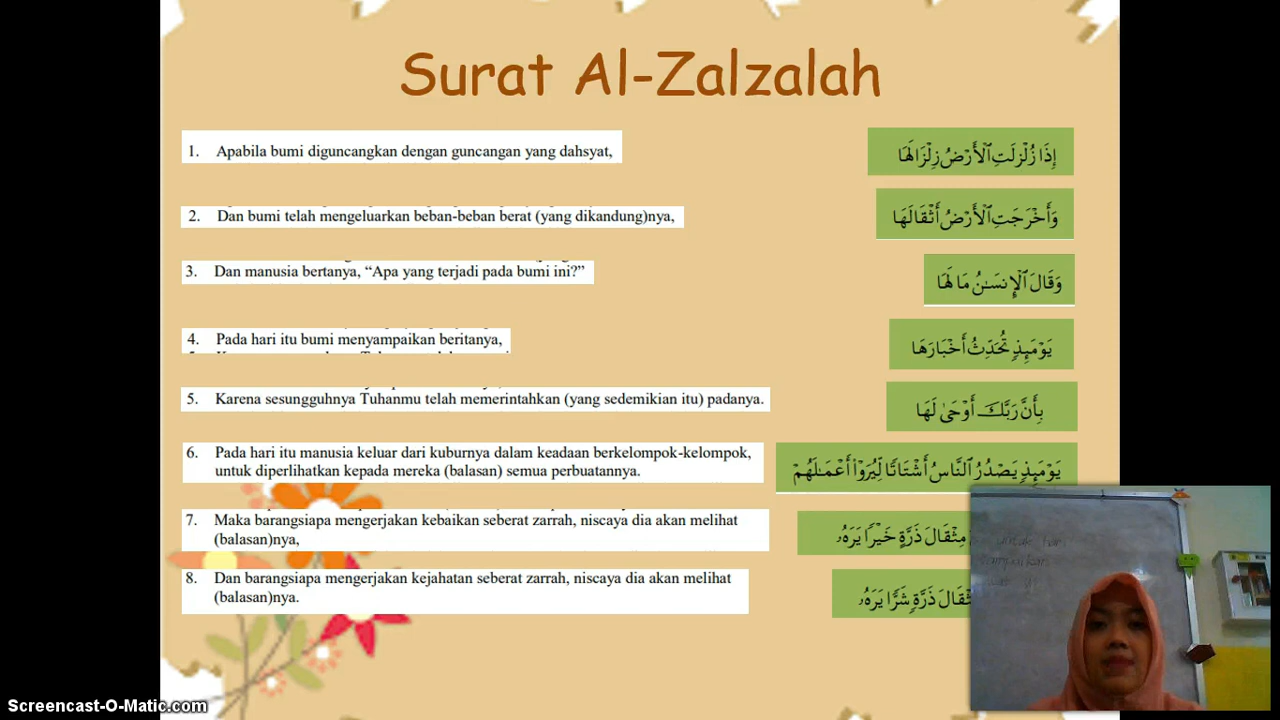 Surat Al-Zalzalah
1. Apabila bumi diguncangkan dengan guncangan yang dahsyat,
إِذَا زُلْزِلَتِ ٱلْأَرْضُ زِلْزَالَهَا
2. Dan bumi telah mengeluarkan beban-beban berat (yang dikandung)nya,
وَأَخْرَجَتِ ٱلْأَرْضُ أَثْقَالَهَا
3. Dan manusia bertanya, “Apa yang terjadi pada bumi ini?”
وَقَالَ ٱلْإِنسَٰنُ مَا لَهَا
4. Pada hari itu bumi menyampaikan beritanya,
يَوْمَئِذٍ تُحَدِّثُ أَخْبَارَهَا
5. Karena sesungguhnya Tuhanmu telah memerintahkan (yang sedemikian itu) padanya.
بِأَنَّ رَبَّكَ أَوْحَىٰ لَهَا
6. Pada hari itu manusia keluar dari kuburnya dalam keadaan berkelompok-kelompok,
untuk diperlihatkan kepada mereka (balasan) semua perbuatannya.
يَوْمَئِذٍ يَصْدُرُ ٱلنَّاسُ أَشْتَاتًا لِّيُرَوْا۟ أَعْمَٰلَهُمْ
7. Maka barangsiapa mengerjakan kebaikan seberat zarrah, niscaya dia akan melihat
(balasan)nya,
مِثْقَالَ ذَرَّةٍ خَيْرًا يَرَهُۥ
8. Dan barangsiapa mengerjakan kejahatan seberat zarrah, niscaya dia akan melihat
(balasan)nya.
ذَرَّةٍ شَرًّا يَرَهُۥ
Screencast-O-Matic.com